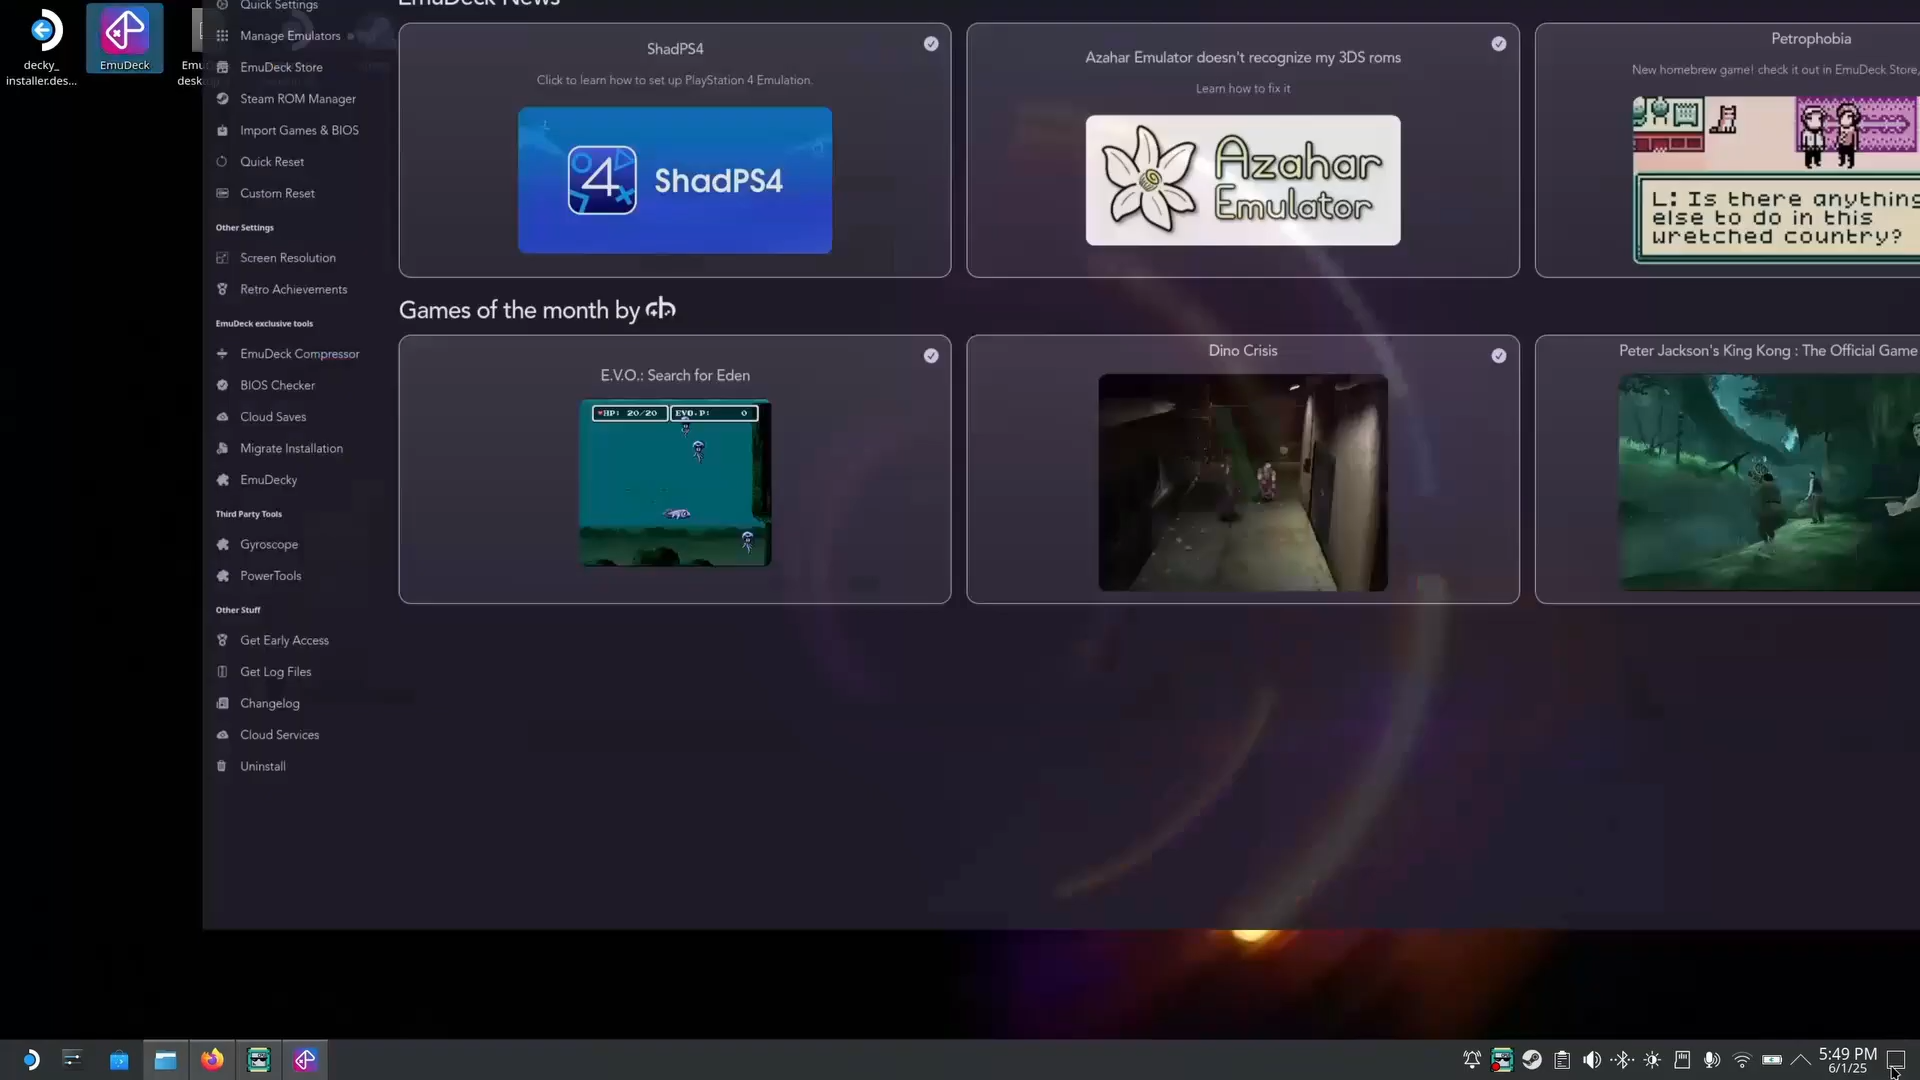 decky_
installer.des...
EmuDeck
Emu
desk
Quick Settings
Manage Emulators
EmuDeck Store
Steam ROM Manager
Import Games & BIOS
Quick Reset
Custom Reset
Other Settings
Screen Resolution
Retro Achievements
EmuDeck exclusive tools
EmuDeck Compressor
BIOS Checker
Cloud Saves
Migrate Installation
EmuDecky
Third Party Tools
Gyroscope
PowerTools
Other Stuff
Get Early Access
Get Log Files
Changelog
Cloud Services
Uninstall
EmuDeck News
ShadPS4
Click to learn how to set up PlayStation 4 Emulation.
4
ShadPS4
Azahar Emulator doesn't recognize my 3DS roms
Learn how to fix it
Azahar
Emulator
Petrophobia
New homebrew game! check it out in EmuDeck Store,
L: Is there anything
else to do in this
wretched country?
Games of the month by
E.V.O.: Search for Eden
HP: 20/20 EVO.P: 0
Dino Crisis
Peter Jackson's King Kong : The Official Game
5:49 PM
6/1/25